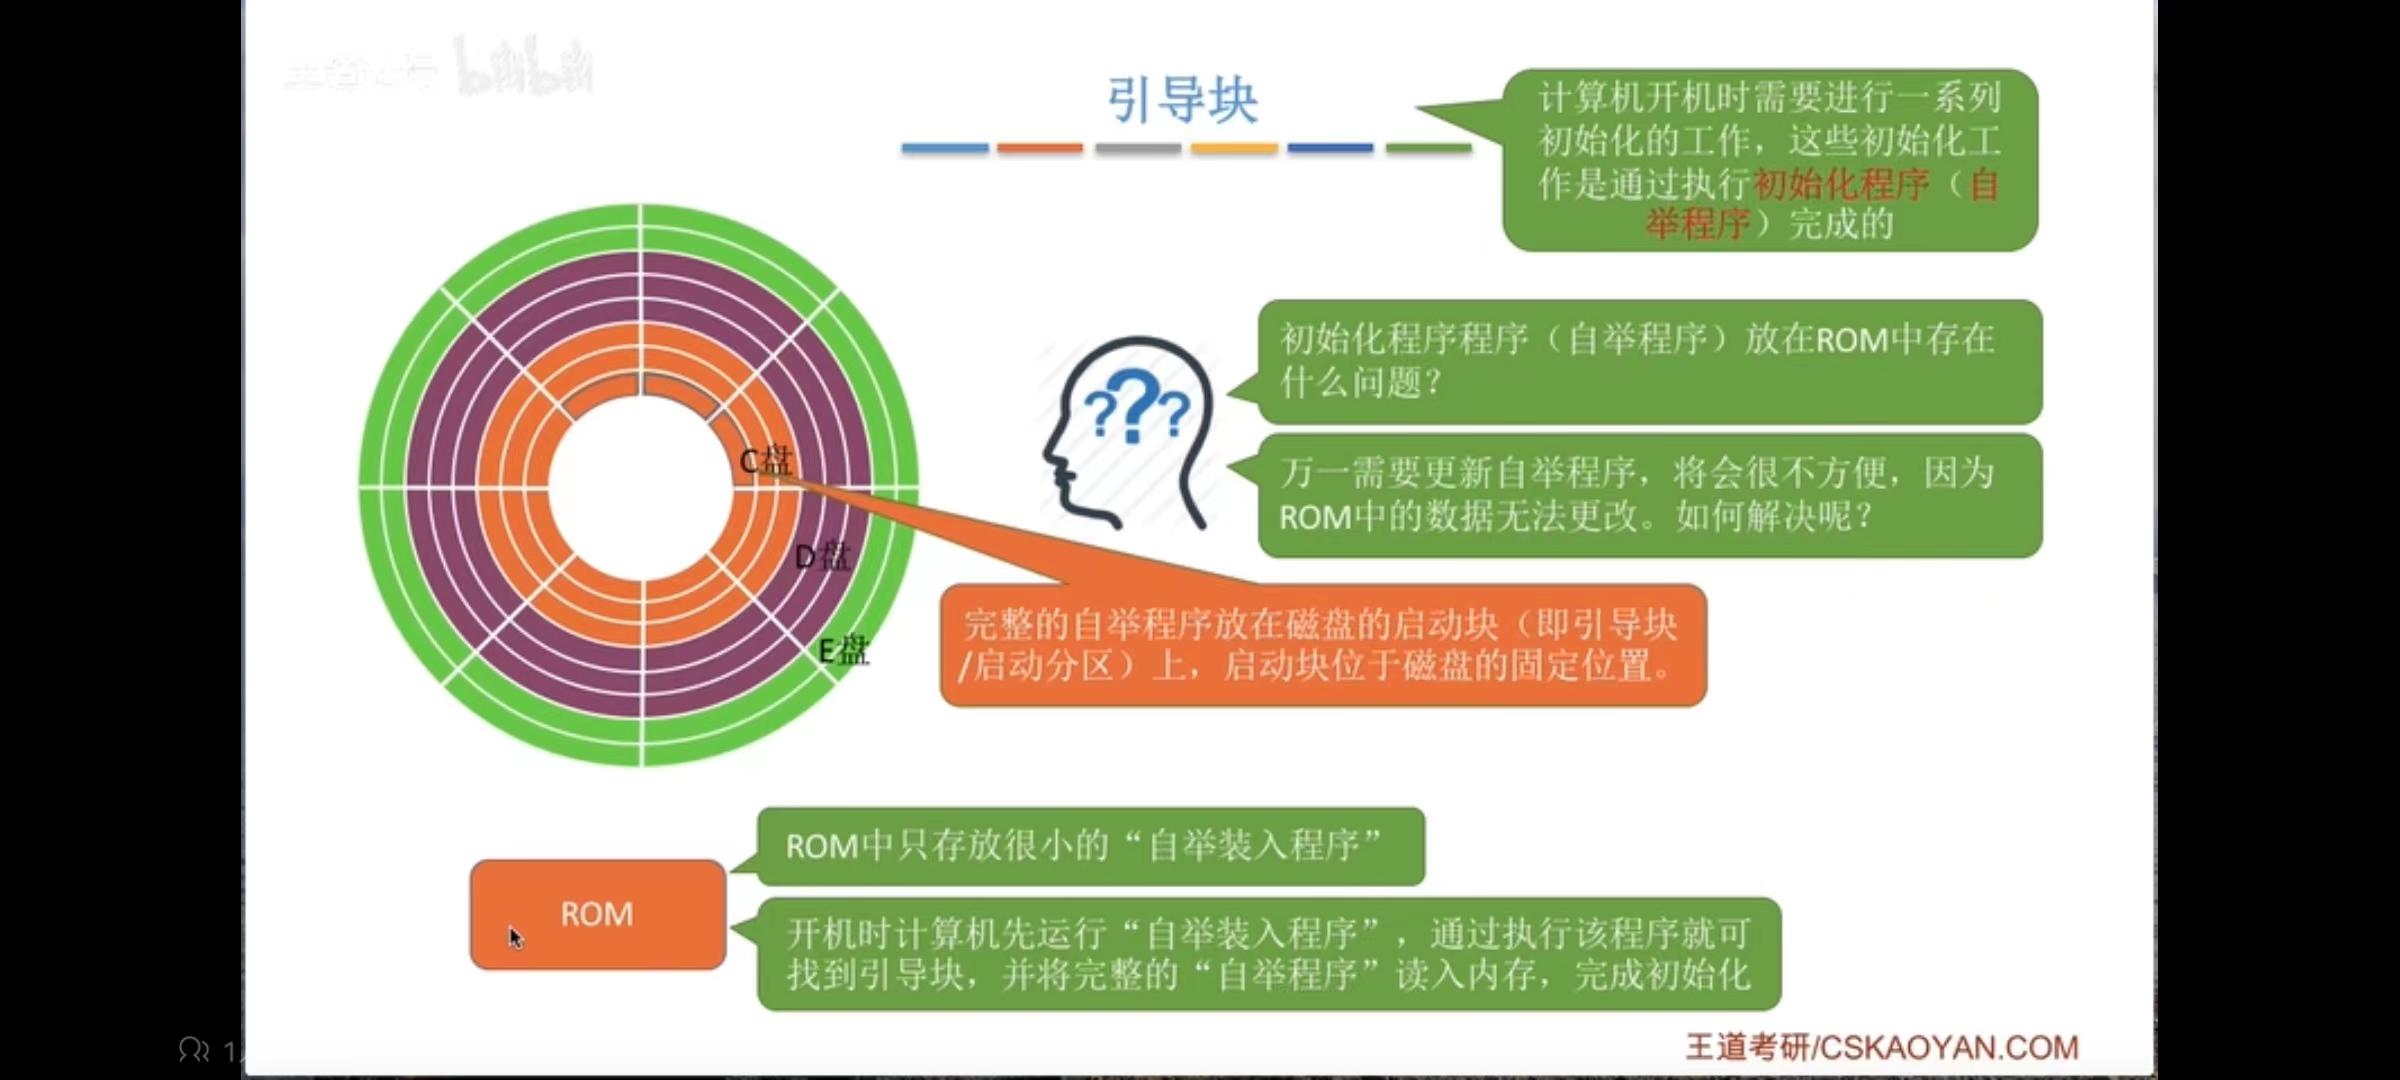 引导块
计算机开机时需要进行一系列
初始化的工作，这些初始化工
作是通过执行初始化程序（自
举程序）完成的
初始化程序程序（自举程序）放在ROM中存在
什么问题？
???
万一需要更新自举程序，将会很不方便，因为
ROM中的数据无法更改。如何解决呢？
C盘
D盘
E盘
完整的自举程序放在磁盘的启动块（即引导块
/启动分区）上，启动块位于磁盘的固定位置。
ROM中只存放很小的“自举装入程序”
ROM
开机时计算机先运行“自举装入程序”，通过执行该程序就可
找到引导块，并将完整的“自举程序”读入内存，完成初始化
王道考研/CSKAOYAN.COM
bilibili